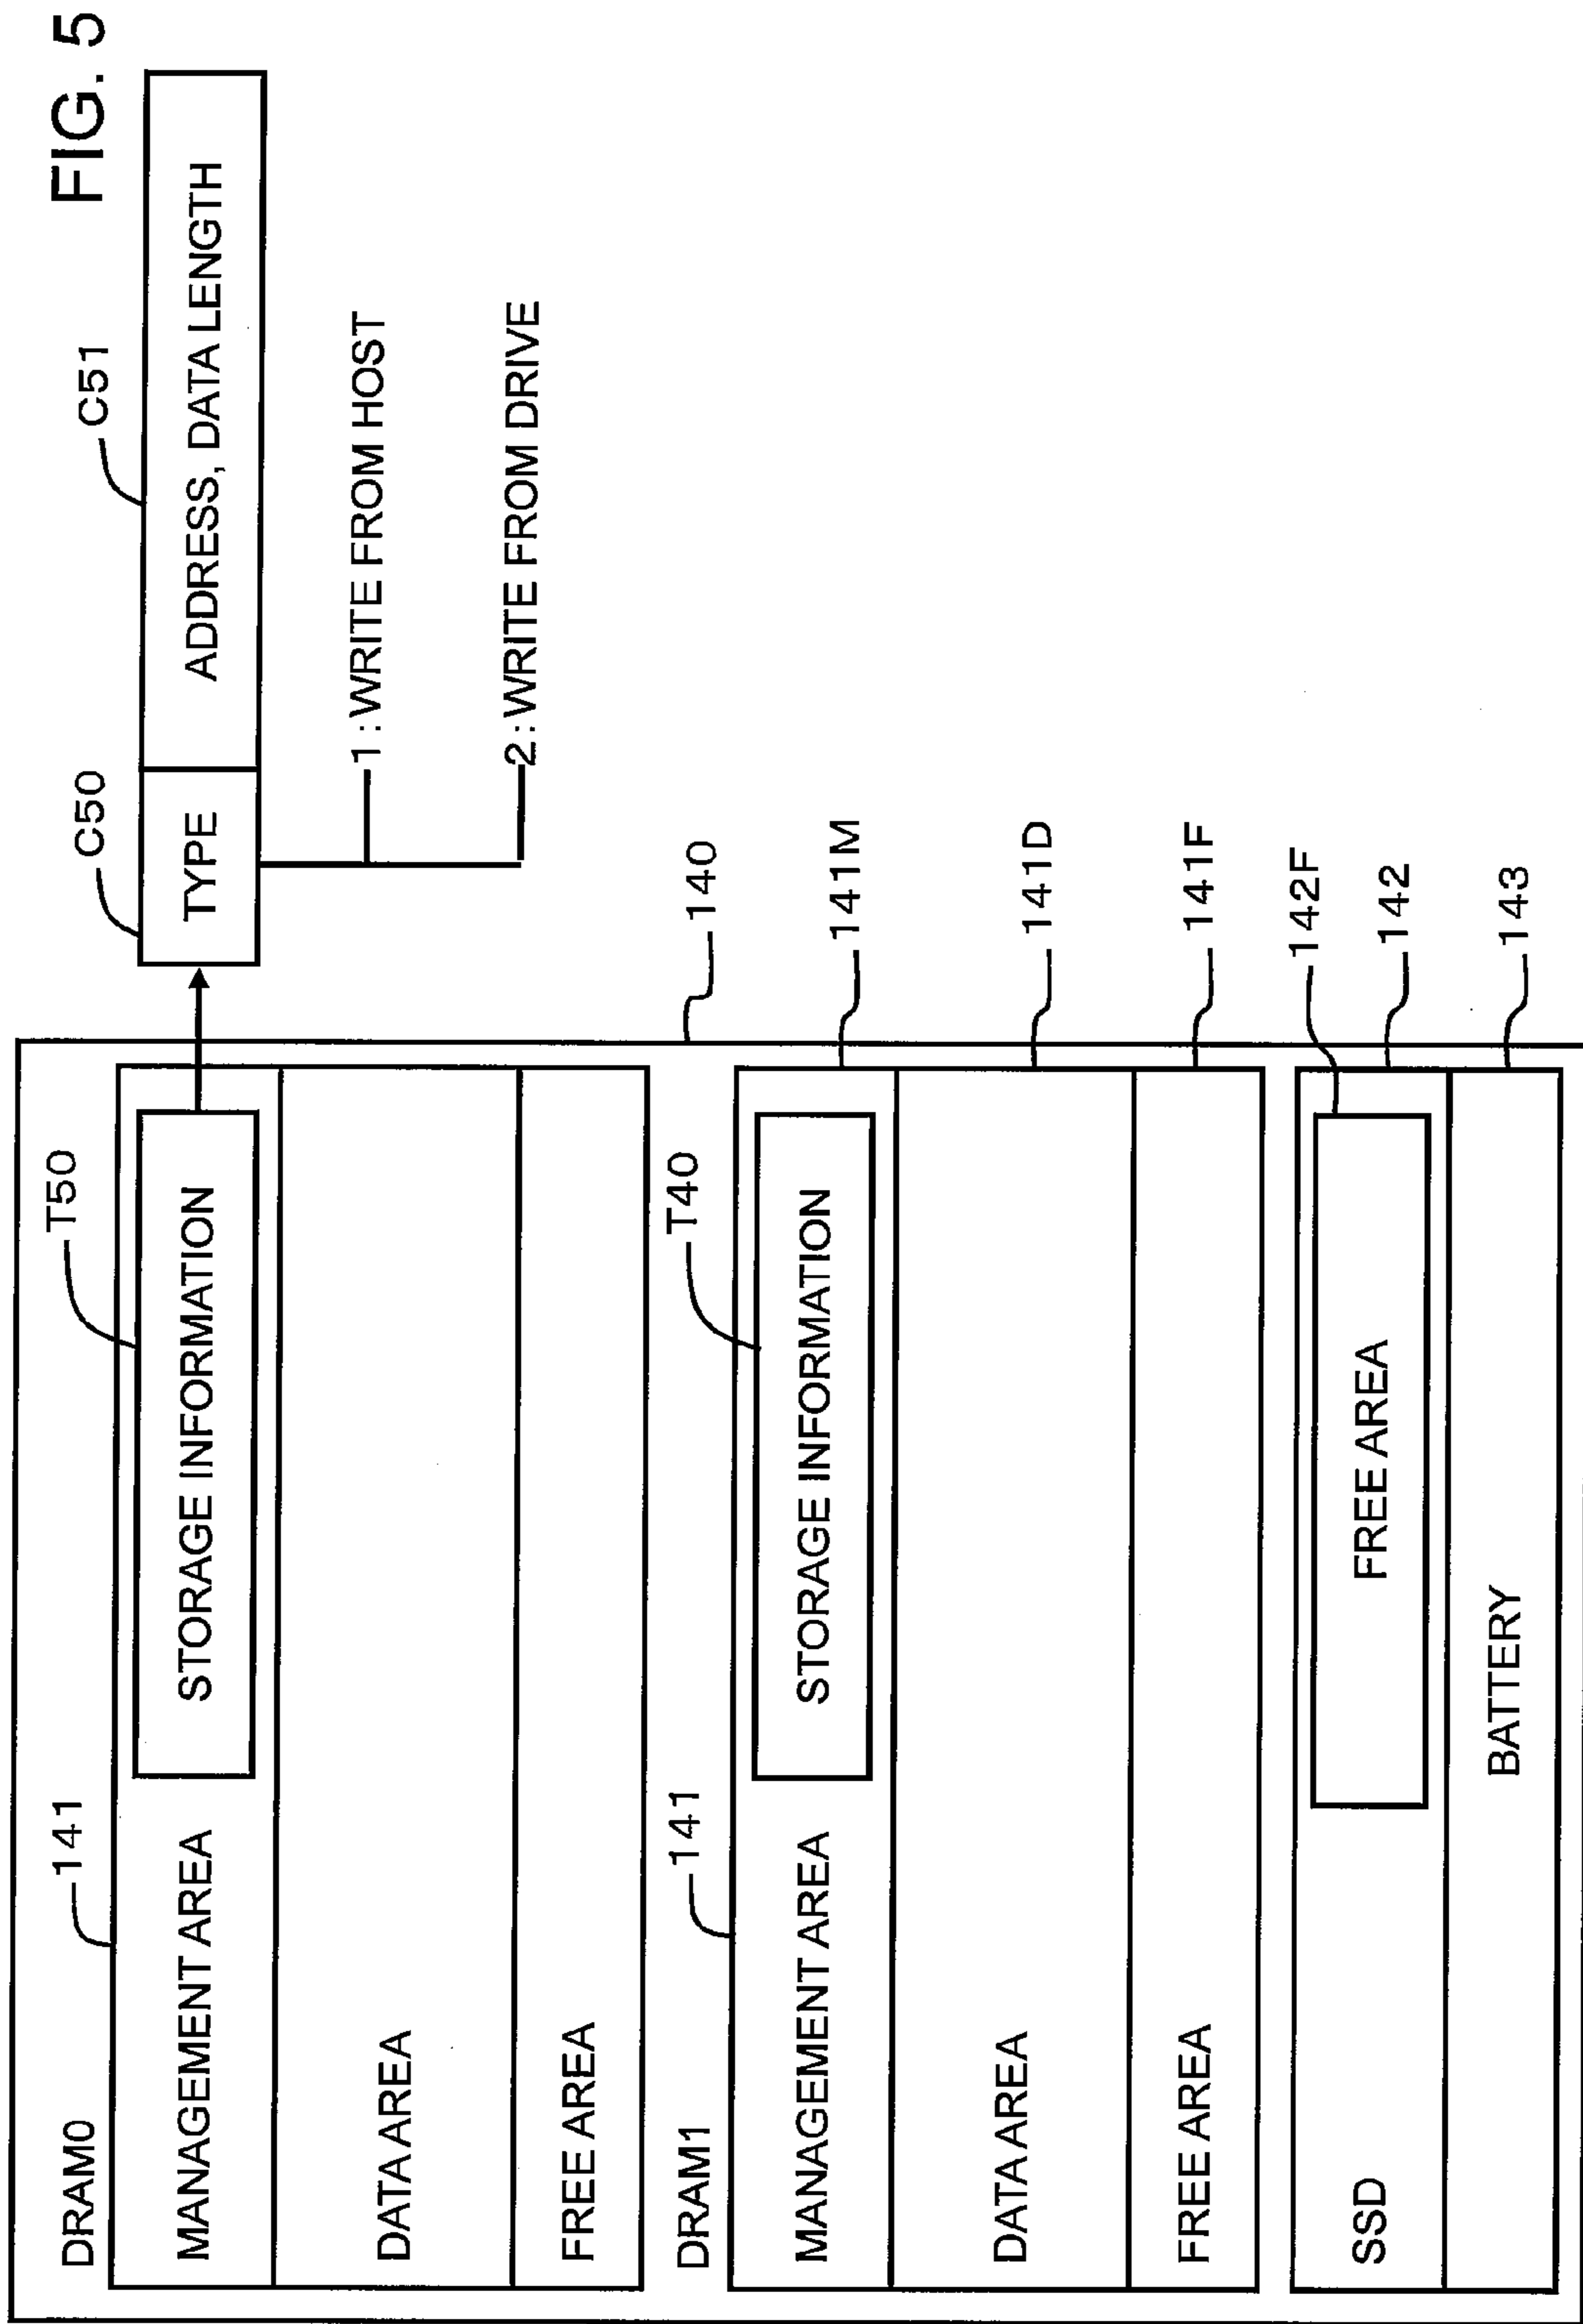 FIG. 5
C50
C51
TYPE
ADDRESS, DATA LENGTH
1 : WRITE FROM HOST
2 : WRITE FROM DRIVE
DRAM0
141
T50
MANAGEMENT AREA
STORAGE INFORMATION
DATA AREA
FREE AREA
140
DRAM1
141
T40
MANAGEMENT AREA
STORAGE INFORMATION
141M
DATA AREA
141D
FREE AREA
141F
SSD
FREE AREA
142F
142
BATTERY
143